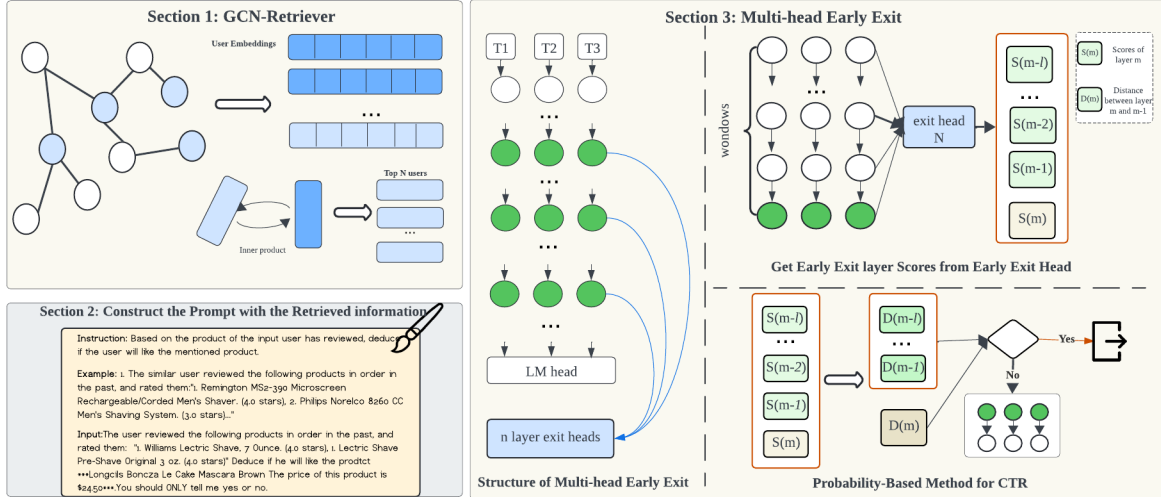 Section 1: GCN-Retriever
User Embeddings
...
Top N users
...
Inner product
Section 2: Construct the Prompt with the Retrieved information
Instruction: Based on the product of the input user has reviewed, deduce
if the user will like the mentioned product.
Example: 1. The similar user reviewed the following products in order in
the past, and rated them:"1. Remington MS2-390 Microscreen
Rechargeable/Corded Men's Shaver. (4.0 stars), 2. Philips Norelco 8260 CC
Men's Shaving System. (3.0 stars)..."
Input:The user reviewed the following products in order in the past, and
rated them: "1. Williams Lectric Shave, 7 Ounce. (4.0 stars), 1. Lectric Shave
Pre-Shave Original 3 oz. (4.0 stars)" Deduce if he will like the prodtct
***Longcils Boncza Le Cake Mascara Brown The price of this product is
$24.50***.You should ONLY tell me yes or no.
Section 3: Multi-head Early Exit
T1
T2
T3
...
...
...
...
LM head
n layer exit heads
Structure of Multi-head Early Exit
wondows
...
exit head
N
S(m-l)
...
S(m-2)
S(m-1)
S(m)
S(m)
Scores of
layer m
D(m)
Distance
between layer
m and m-1
Get Early Exit layer Scores from Early Exit Head
S(m-l)
...
S(m-2)
S(m-1)
S(m)
D(m-l)
...
D(m-1)
D(m)
Yes
No
Probability-Based Method for CTR